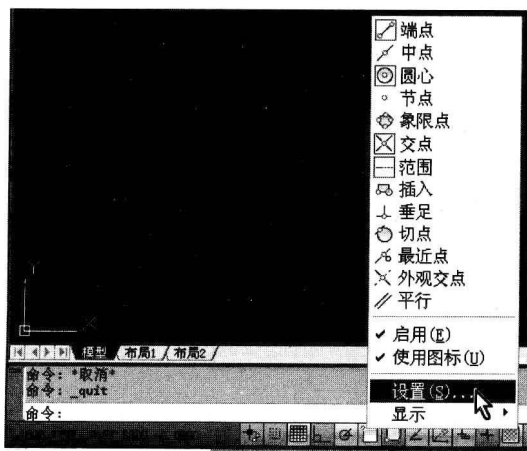 端点
中点
圆心
节点
象限点
交点
范围
插入
垂足
切点
最近点
外观交点
平行
启用(E)
使用图标(U)
设置(S)...
显示
模型 布局1 布局2
命令: *取消*
命令: _quit
命令: